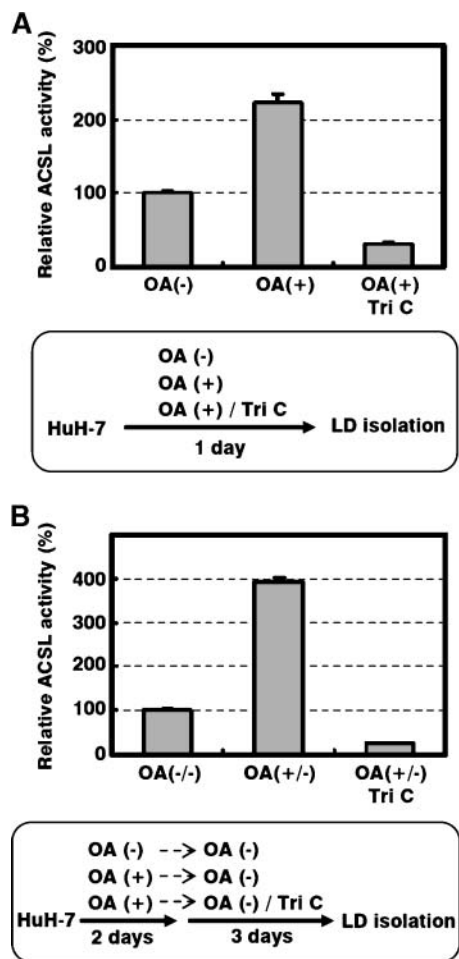 A
Relative ACSL activity (%)
300
200
100
0
OA(-)
OA(+)
OA(+)
Tri C
OA (-)
OA (+)
OA (+) / Tri C
HuH-7
LD isolation
1 day
B
Relative ACSL activity (%)
400
300
200
100
0
OA(-/-)
OA(+/-)
OA(+/-)
Tri C
OA (-) --> OA (-)
OA (+) --> OA (-)
OA (+) --> OA (-) / Tri C
HuH-7
LD isolation
2 days
3 days